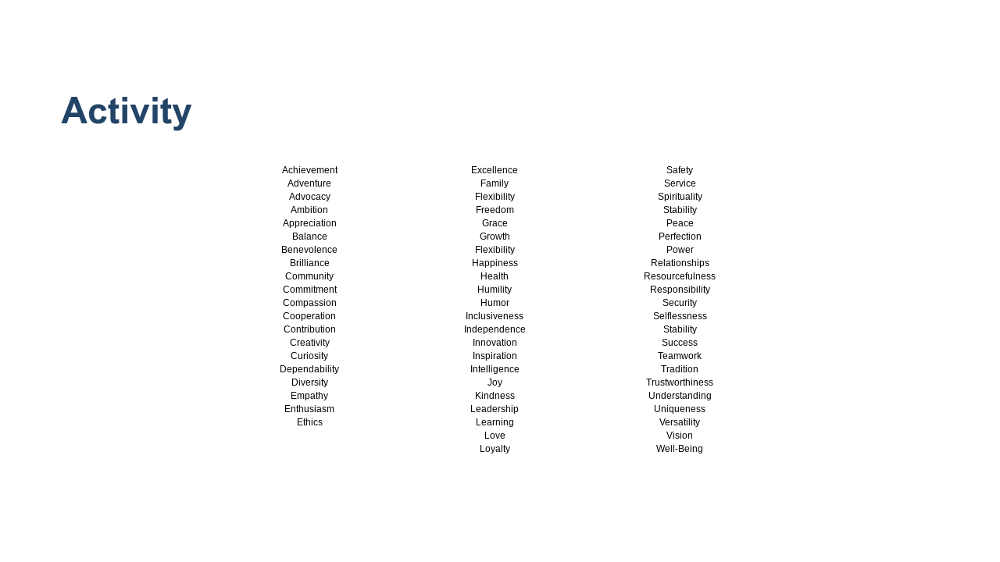 Activity
Achievement
Adventure
Advocacy
Ambition
Appreciation
Balance
Benevolence
Brilliance
Community
Commitment
Compassion
Cooperation
Contribution
Creativity
Curiosity
Dependability
Diversity
Empathy
Enthusiasm
Ethics
Excellence
Family
Flexibility
Freedom
Grace
Growth
Flexibility
Happiness
Health
Humility
Humor
Inclusiveness
Independence
Innovation
Inspiration
Intelligence
Joy
Kindness
Leadership
Learning
Love
Loyalty
Safety
Service
Spirituality
Stability
Peace
Perfection
Power
Relationships
Resourcefulness
Responsibility
Security
Selflessness
Stability
Success
Teamwork
Tradition
Trustworthiness
Understanding
Uniqueness
Versatility
Vision
Well-Being